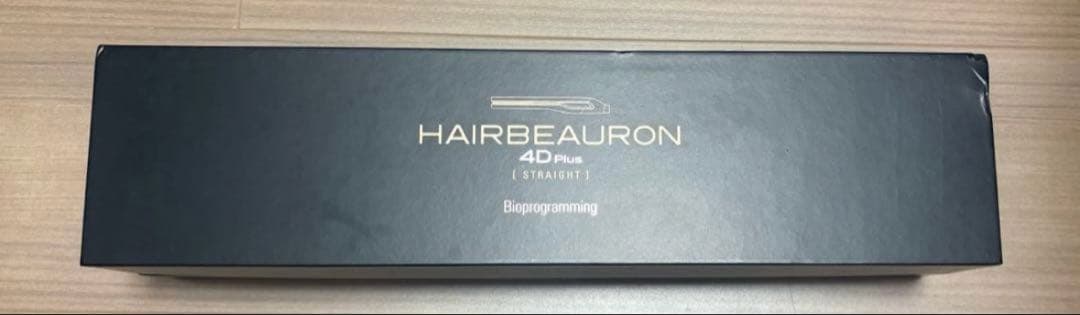 HAIRBEAURON
4D Plus
[ STRAIGHT ]
Bioprogramming